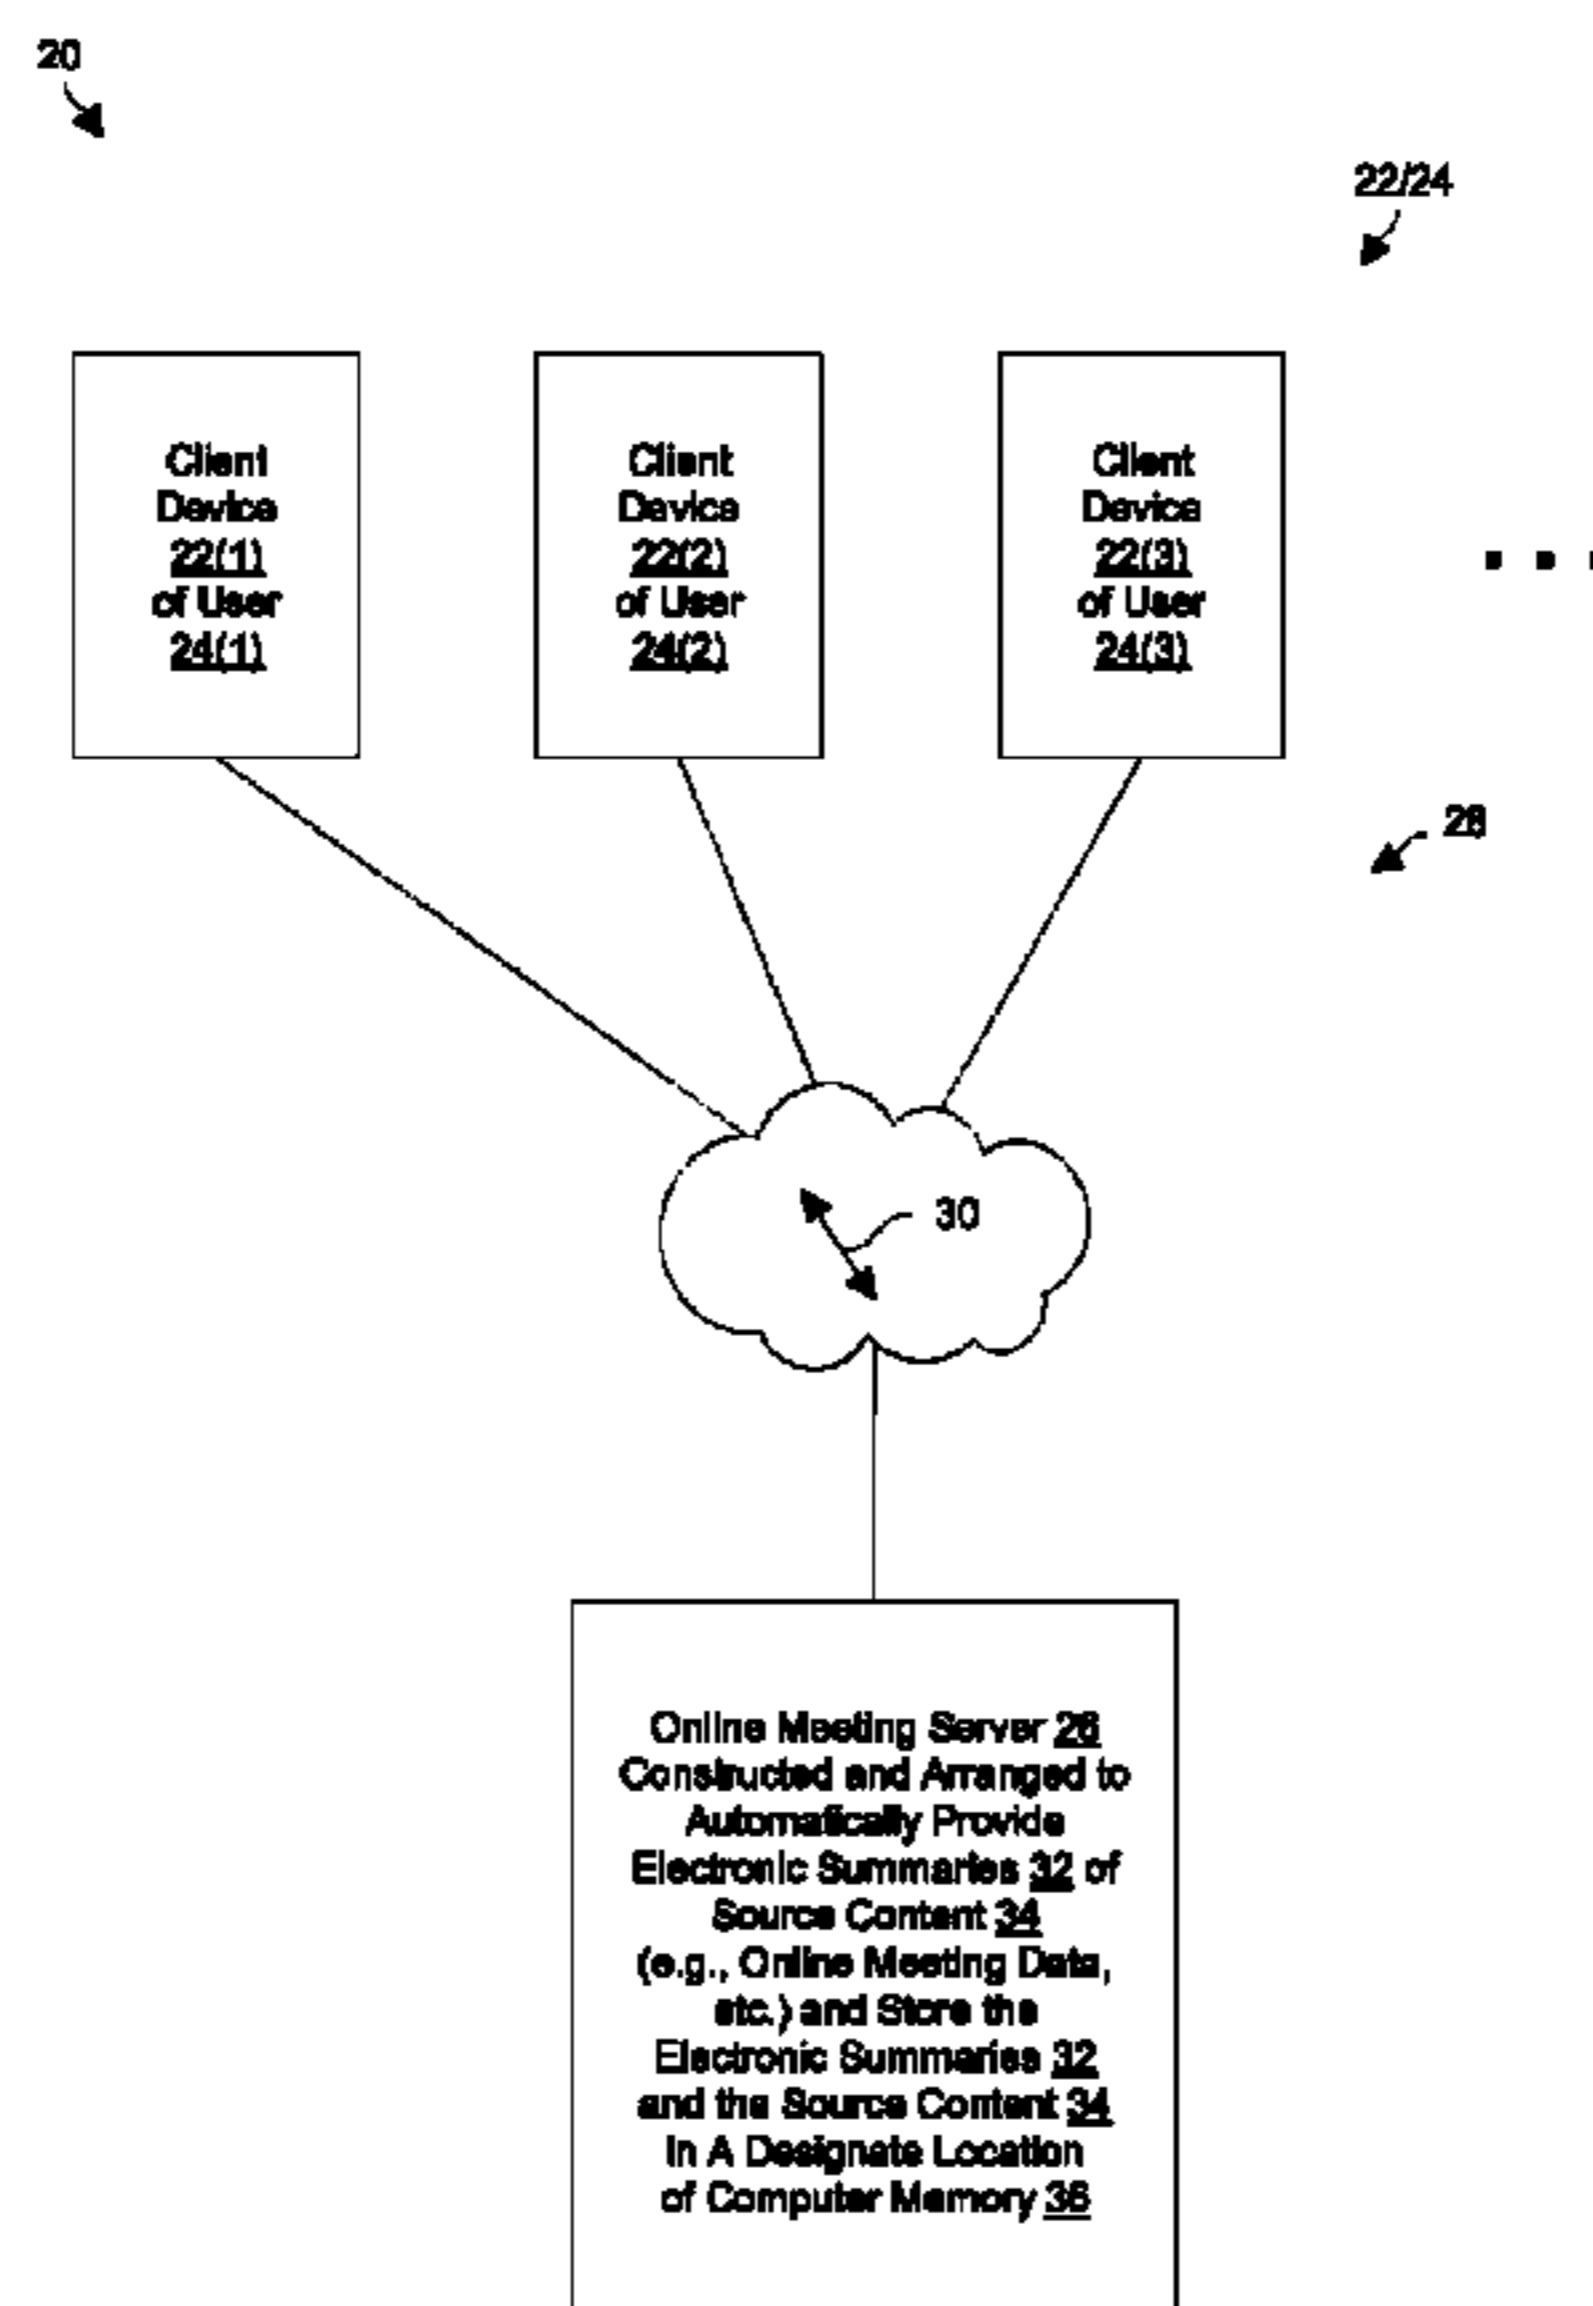 20
22/24
Client
Device
22(1)
of User
24(1)
Client
Device
22(2)
of User
24(2)
Client
Device
22(3)
of User
24(3)
. . .
28
30
Online Meeting Server 26
Constructed and Arranged to
Automatically Provide
Electronic Summaries 32 of
Source Content 34
(e.g., Online Meeting Data,
etc.) and Store the
Electronic Summaries 32
and the Source Content 34
In A Designate Location
of Computer Memory 36